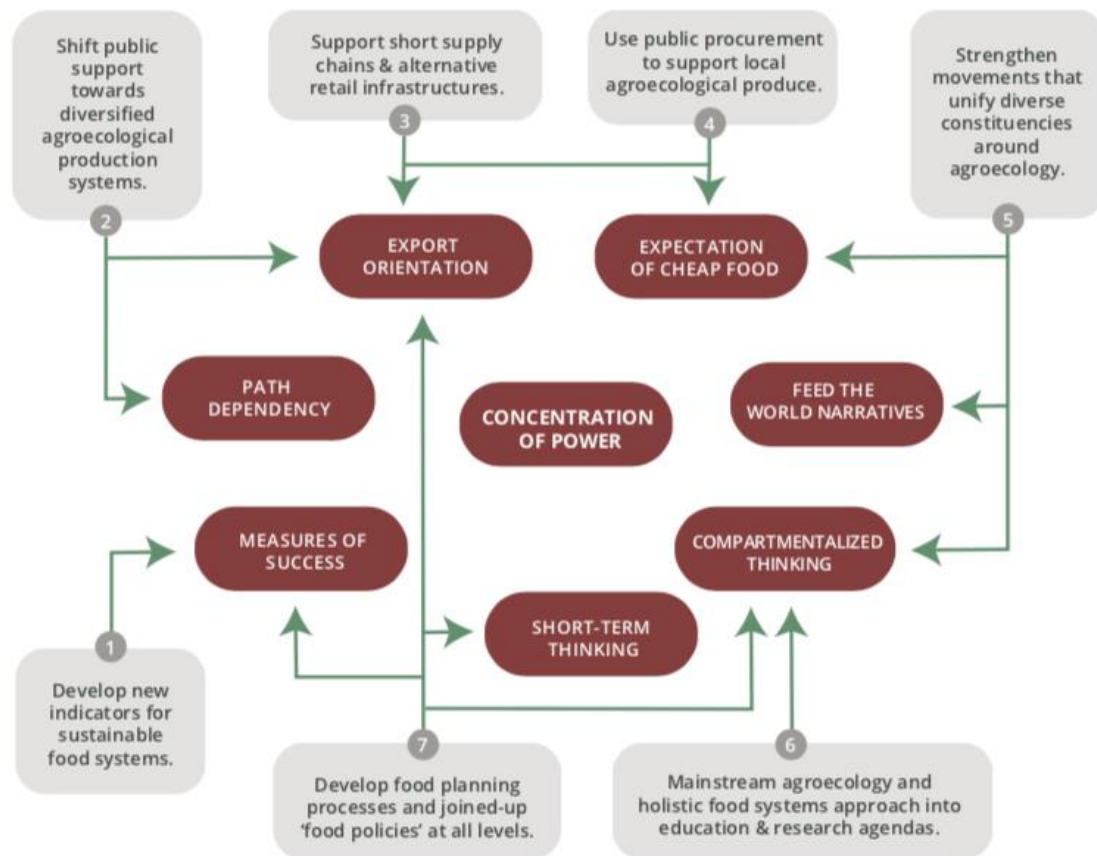 Shift public
support
towards
diversified
agroecological
production
systems.
2
Support short supply
chains & alternative
retail infrastructures.
3
Use public procurement
to support local
agroecological produce.
4
Strengthen
movements that
unify diverse
constituencies
around
agroecology.
5
EXPORT
ORIENTATION
EXPECTATION
OF CHEAP FOOD
PATH
DEPENDENCY
CONCENTRATION
OF POWER
FEED THE
WORLD NARRATIVES
MEASURES OF
SUCCESS
COMPARTMENTALIZED
THINKING
SHORT-TERM
THINKING
1
Develop new
indicators for
sustainable
food systems.
7
Develop food planning
processes and joined-up
‘food policies’ at all levels.
6
Mainstream agroecology and
holistic food systems approach into
education & research agendas.